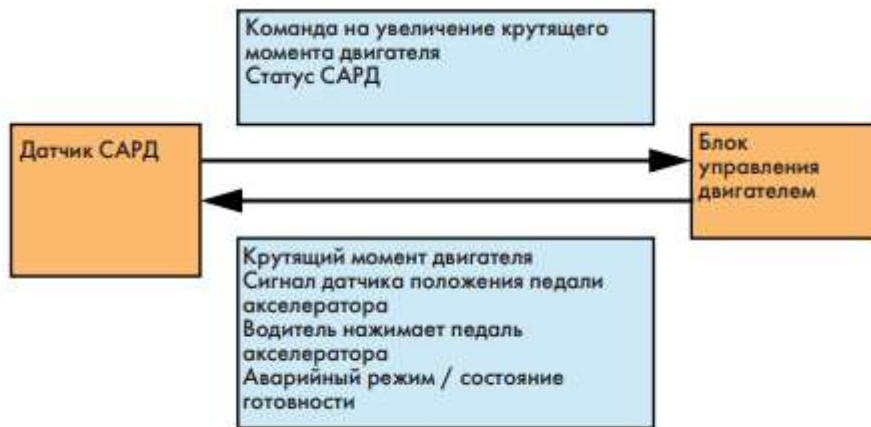 Команда на увеличение крутящего
момента двигателя
Статус САРД
Датчик САРД
Блок
управления
двигателем
Крутящий момент двигателя
Сигнал датчика положения педали
акселератора
Водитель нажимает педаль
акселератора
Аварийный режим / состояние
готовности